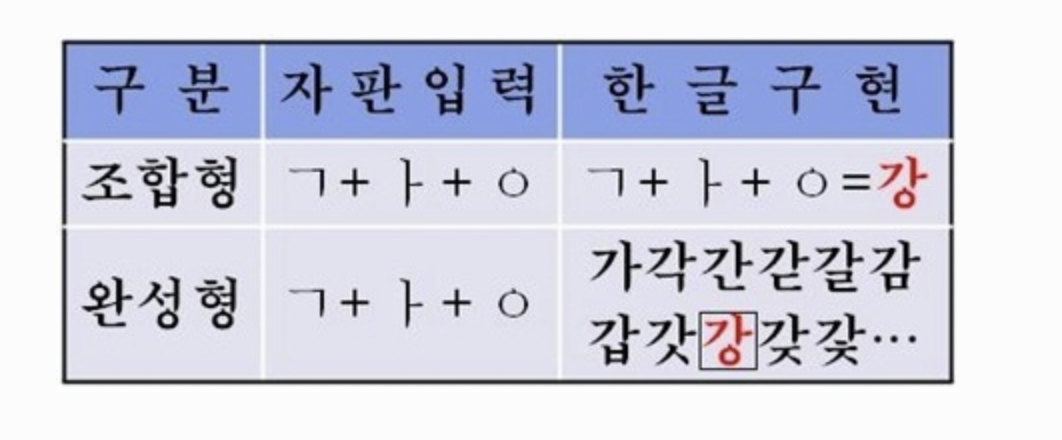 구 분 자 판 입 력 한 글 구 현
조합형 ㄱ+ ㅏ+ ㅇ ㄱ+ ㅏ+ ㅇ=강
완성형 ㄱ+ ㅏ+ ㅇ 가각간갇갈감
갑갓강갖갗…